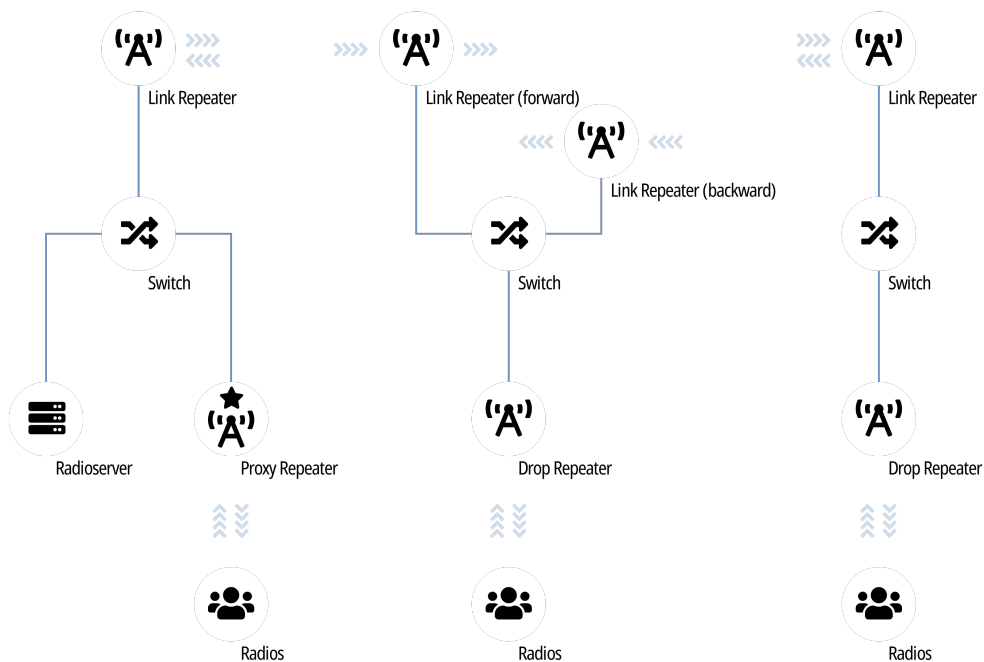 Link Repeater
Link Repeater (forward)
Link Repeater
Link Repeater (backward)
Switch
Switch
Switch
Radioserver
Proxy Repeater
Drop Repeater
Drop Repeater
Radios
Radios
Radios